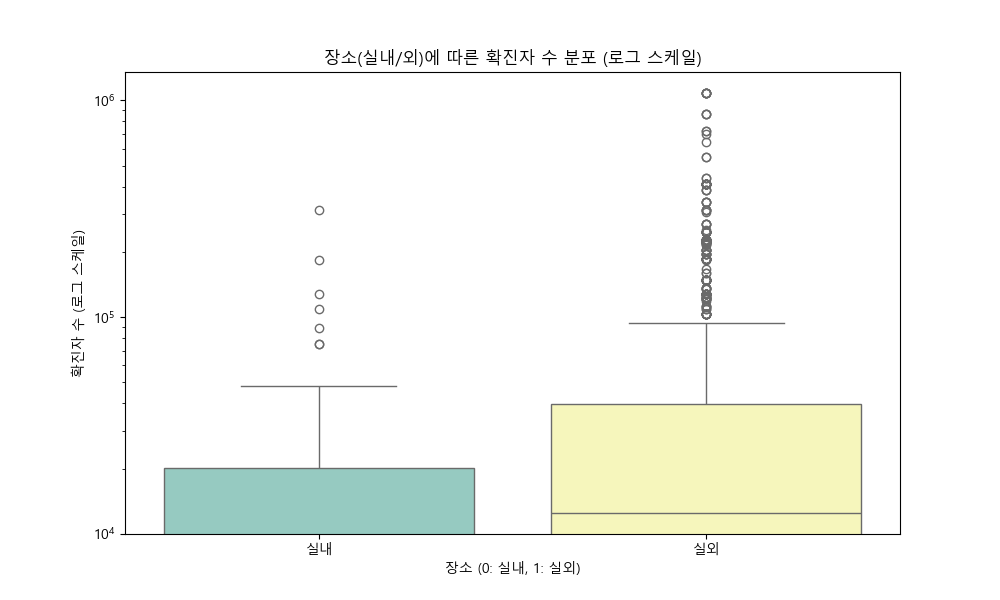 장소(실내/외)에 따른 확진자 수 분포 (로그 스케일)
확진자 수 (로그 스케일)
10⁶
10⁵
10⁴
실내 실외
장소 (0: 실내, 1: 실외)